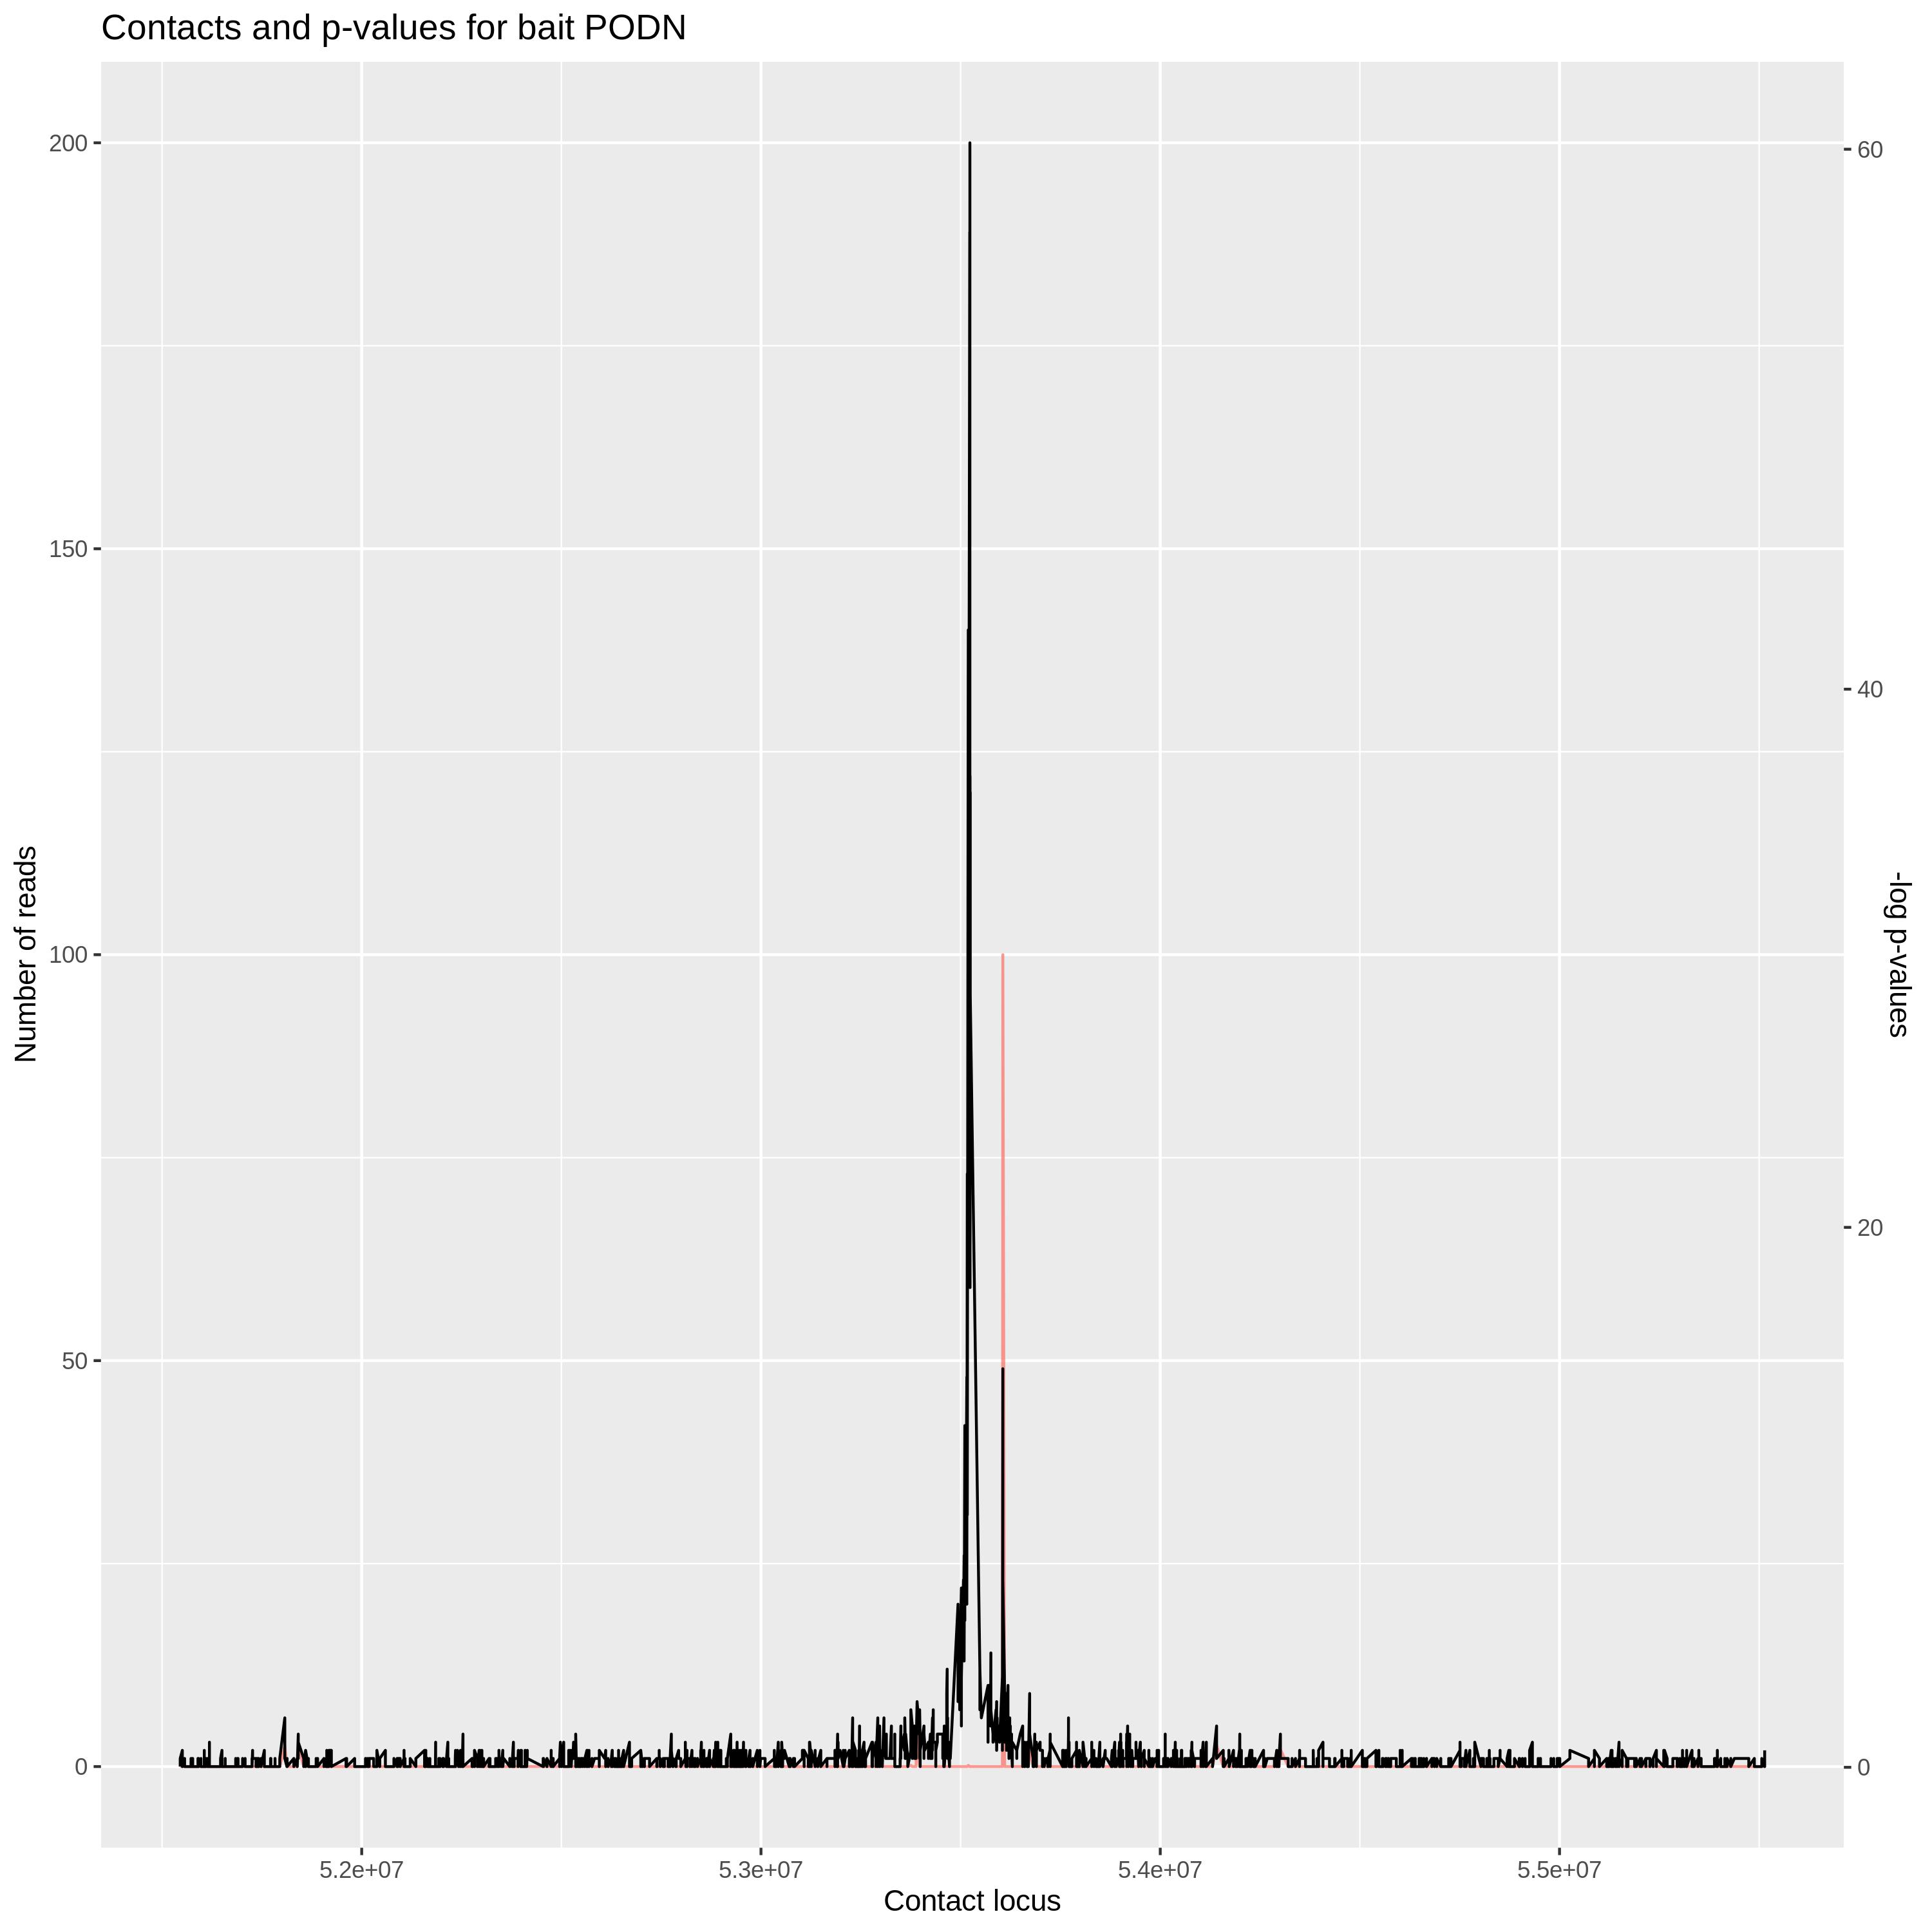 Contacts and p-values for bait PODN
200
150
100
50
0
Number of reads
60
40
20
0
-log p-values
5.2e+07
5.3e+07
5.4e+07
5.5e+07
Contact locus